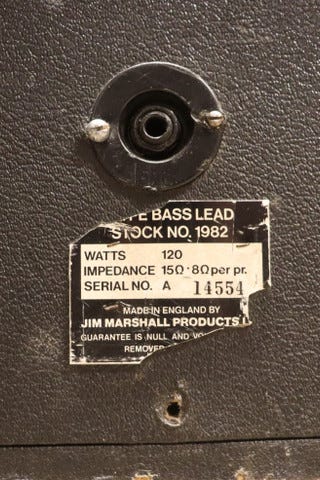 BASS LEAD
STOCK NO. 1982
WATTS 120
IMPEDANCE 15Ω·8Ω per pr.
SERIAL NO. A 14554
MADE IN ENGLAND BY
JIM MARSHALL PRODUCTS
GUARANTEE IS NULL AND
REMOVED